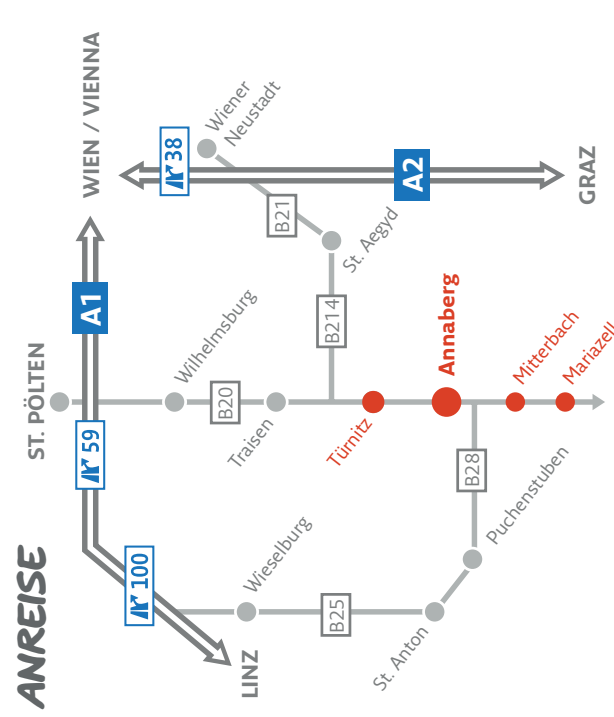 ANREISE
ST. PÖLTEN
WIEN / VIENNA
A1
59
100
38
Wiener
Neustadt
A2
GRAZ
LINZ
Wilhelmsburg
B20
Traisen
B21
St. Aegyd
B214
Türnitz
Annaberg
Mitterbach
Mariazell
B28
Puchenstuben
St. Anton
B25
Wieselburg